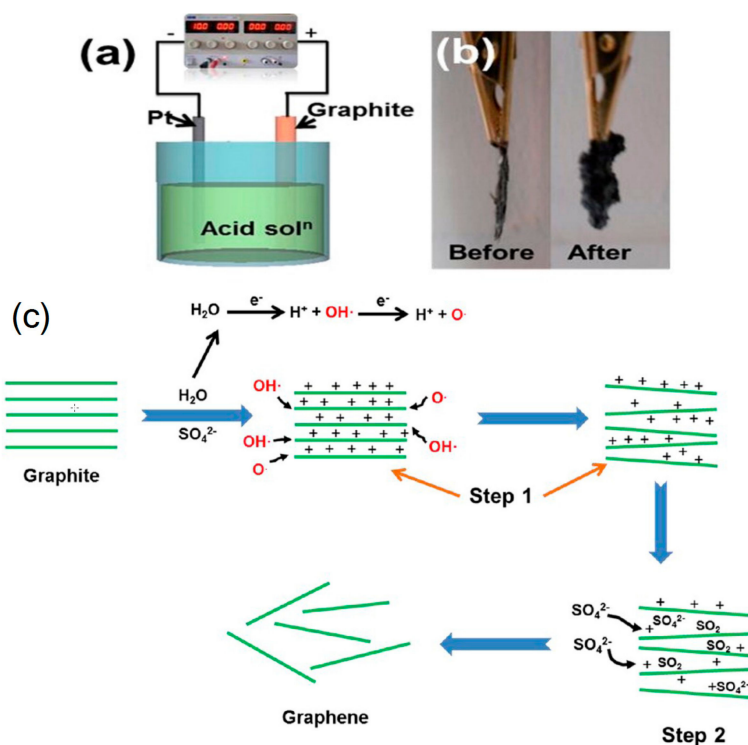 (a)
-
+
Pt
Graphite
Acid solⁿ
(b)
Before
After
(c)
H₂O e⁻ H⁺ + OH· e⁻ H⁺ + O·
H₂O
SO₄²⁻
Graphite
OH·
O·
+ + + + +
+ + + + +
+ + + + +
+ + + + +
+ + + + +
OH·
OH·
O·
Step 1
+ + + + +
+ +
+ + + +
+ + + +
+ + +
SO₄²⁻
SO₄²⁻
+ + +
+ SO₄²⁻ SO₂
SO₂ +
+ SO₂ +
+ +SO₄²⁻
Graphene
Step 2